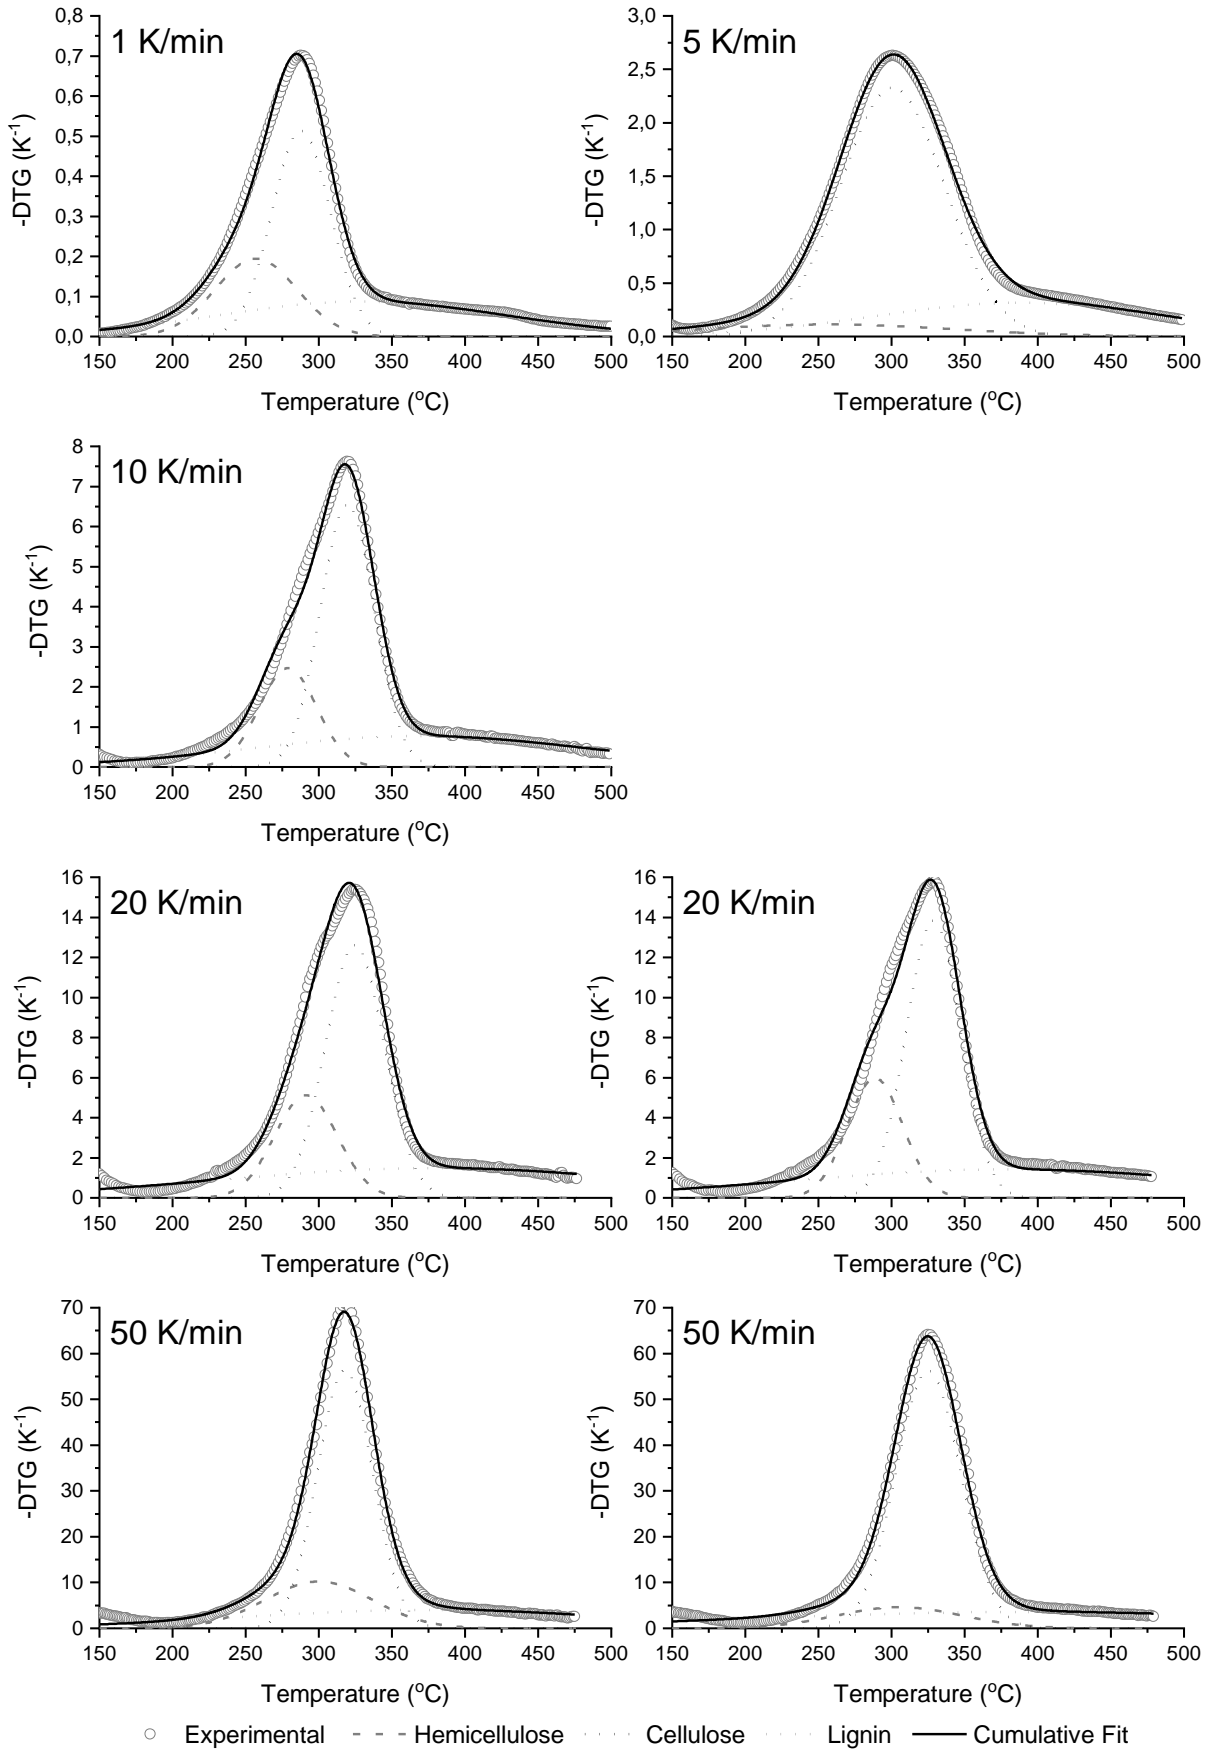 1 K/min
-DTG (K⁻¹)
0,8
0,7
0,6
0,5
0,4
0,3
0,2
0,1
0,0
150 200 250 300 350 400 450 500
Temperature (°C)
5 K/min
-DTG (K⁻¹)
3,0
2,5
2,0
1,5
1,0
0,5
0,0
150 200 250 300 350 400 450 500
Temperature (°C)
10 K/min
-DTG (K⁻¹)
8
7
6
5
4
3
2
1
0
150 200 250 300 350 400 450 500
Temperature (°C)
20 K/min
-DTG (K⁻¹)
16
14
12
10
8
6
4
2
0
150 200 250 300 350 400 450 500
Temperature (°C)
20 K/min
-DTG (K⁻¹)
16
14
12
10
8
6
4
2
0
150 200 250 300 350 400 450 500
Temperature (°C)
50 K/min
-DTG (K⁻¹)
70
60
50
40
30
20
10
0
150 200 250 300 350 400 450 500
Temperature (°C)
50 K/min
-DTG (K⁻¹)
70
60
50
40
30
20
10
0
150 200 250 300 350 400 450 500
Temperature (°C)
Experimental Hemicellulose Cellulose Lignin Cumulative Fit